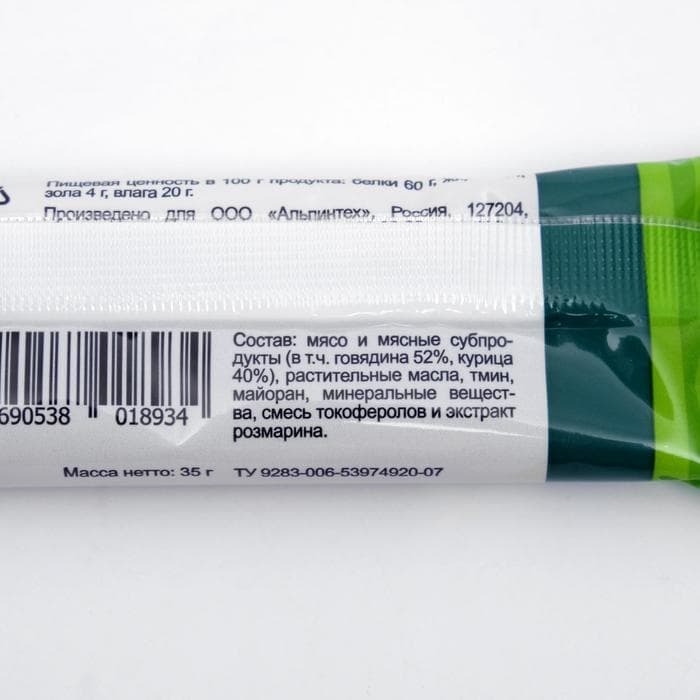 Пищевая ценность в 100 г продукта: белки 60 г,
зола 4 г, влага 20 г.
Произведено для ООО «Альпинтех», Россия, 127204,
Состав: мясо и мясные субпро-
дукты (в т.ч. говядина 52%, курица
40%), растительные масла, тмин,
майоран, минеральные вещест-
ва, смесь токоферолов и экстракт
розмарина.
690538 018934
Масса нетто: 35 г ТУ 9283-006-53974920-07